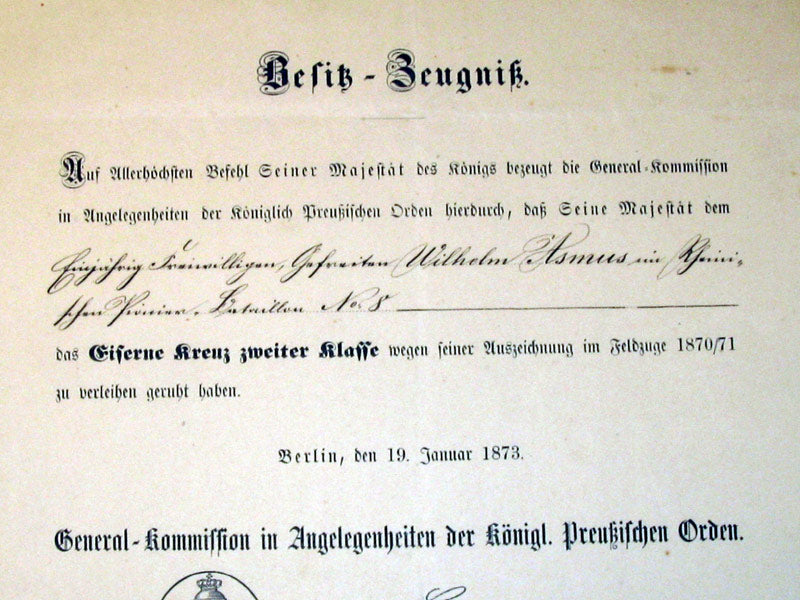 Besitz-Zeugniß.
Auf Allerhöchsten Befehl Seiner Majestät des Königs bezeugt die General-Kommission
in Angelegenheiten der Königlich Preußischen Orden hierdurch, daß Seine Majestät dem
Einjährig Freiwilligen, Gefreiten Wilhelm Asmus im Rheini-
schen Pionier-Bataillon No. 8
das Eiserne Kreuz zweiter Klasse wegen seiner Auszeichnung im Feldzuge 1870/71
zu verleihen geruht haben.
Berlin, den 19. Januar 1873.
General-Kommission in Angelegenheiten der Königl. Preußischen Orden.